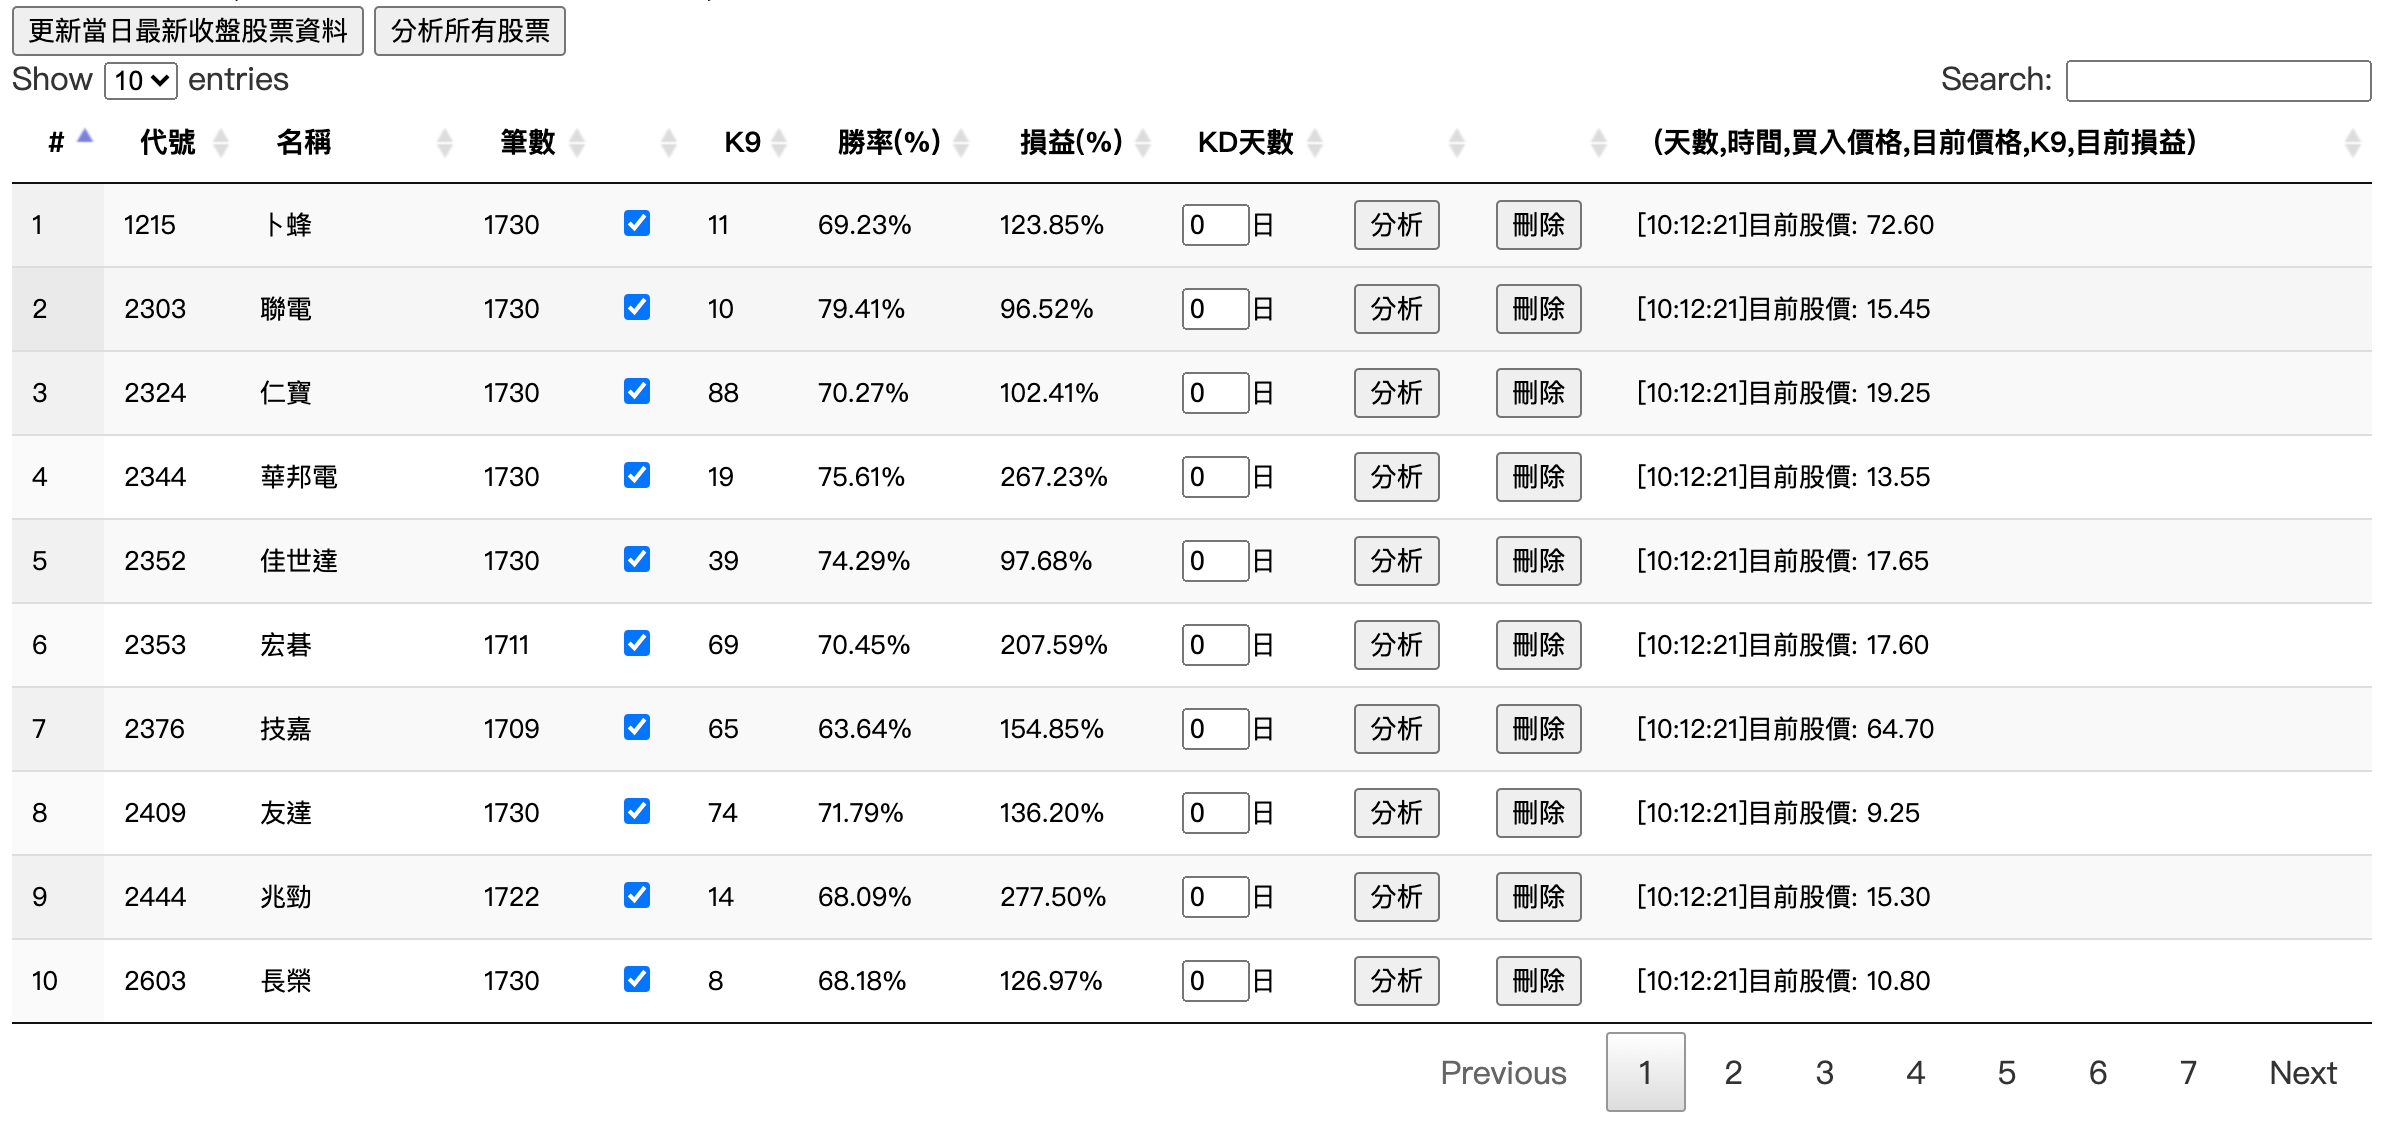 更新當日最新收盤股票資料 分析所有股票
Show 10 entries Search:
# 代號 名稱 筆數 K9 勝率(%) 損益(%) KD天數 (天數,時間,買入價格,目前價格,K9,目前損益)
1 1215 卜蜂 1730 11 69.23% 123.85% 0 日 分析 刪除 [10:12:21]目前股價: 72.60
2 2303 聯電 1730 10 79.41% 96.52% 0 日 分析 刪除 [10:12:21]目前股價: 15.45
3 2324 仁寶 1730 88 70.27% 102.41% 0 日 分析 刪除 [10:12:21]目前股價: 19.25
4 2344 華邦電 1730 19 75.61% 267.23% 0 日 分析 刪除 [10:12:21]目前股價: 13.55
5 2352 佳世達 1730 39 74.29% 97.68% 0 日 分析 刪除 [10:12:21]目前股價: 17.65
6 2353 宏碁 1711 69 70.45% 207.59% 0 日 分析 刪除 [10:12:21]目前股價: 17.60
7 2376 技嘉 1709 65 63.64% 154.85% 0 日 分析 刪除 [10:12:21]目前股價: 64.70
8 2409 友達 1730 74 71.79% 136.20% 0 日 分析 刪除 [10:12:21]目前股價: 9.25
9 2444 兆勁 1722 14 68.09% 277.50% 0 日 分析 刪除 [10:12:21]目前股價: 15.30
10 2603 長榮 1730 8 68.18% 126.97% 0 日 分析 刪除 [10:12:21]目前股價: 10.80
Previous 1 2 3 4 5 6 7 Next